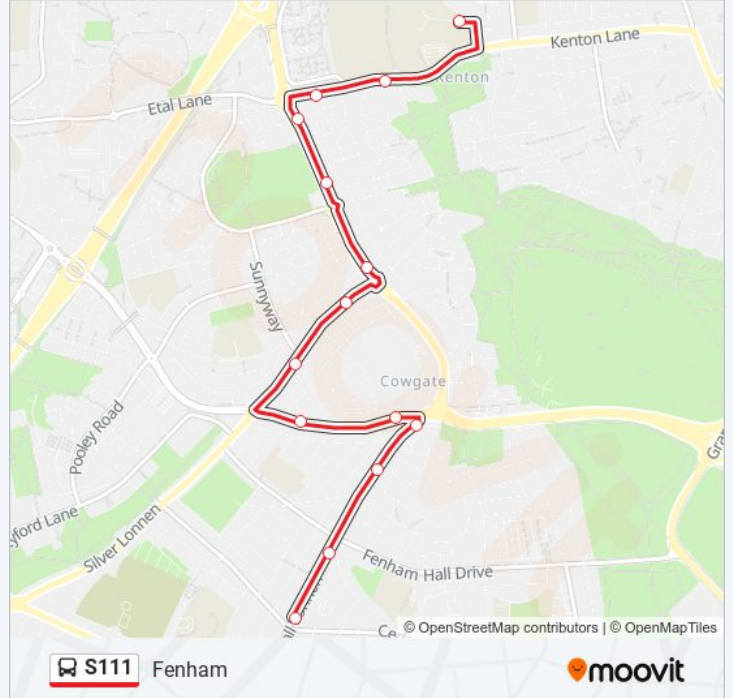 Kenton Lane
Kenton
Etal Lane
Sunnyway
Cowgate
Pooley Road
Silver Lonnen
Fenham Hall Drive
© OpenStreetMap contributors | © OpenMapTiles
S111 Fenham
moovit